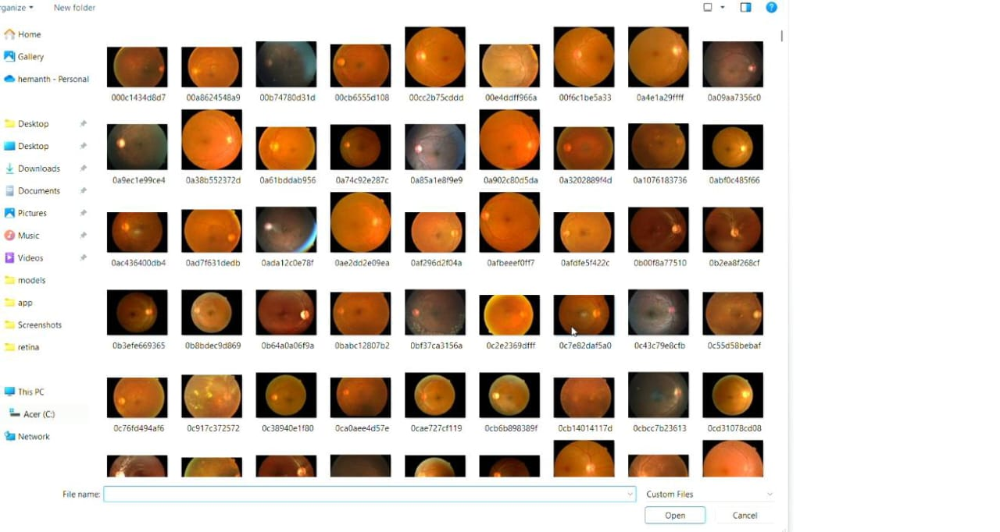 rganize
New folder
Home
Gallery
hemanth - Personal
Desktop
Desktop
Downloads
Documents
Pictures
Music
Videos
models
app
Screenshots
retina
This PC
Acer (C:)
Network
000c1434d8d7 00a8624548a9 00b74780d31d 00cb6555d108 00cc2b75cddd 00e4ddff966a 00f6c1be5a33 0a4e1a29ffff 0a09aa7356c0
0a9ec1e99ce4 0a38b552372d 0a61bddab956 0a74c92e287c 0a85a1e8f9e9 0a902c80d5da 0a3202889f4d 0a1076183736 0abf0c485f66
0ac436400db4 0ad7f631dedb 0ada12c0e78f 0ae2dd2e09ea 0af296d2f04a 0afbeeef0ff7 0afdfe5f422c 0b00f8a77510 0b2ea8f268cf
0b3efe669365 0b8bdec9d869 0b64a0a06f9a 0babc12807b2 0bf37ca3156a 0c2e2369dfff 0c7e82daf5a0 0c43c79e8cfb 0c55d58bebaf
0c76fd494af6 0c917c372572 0c38940e1f80 0ca0aee4d57e 0cae727cf119 0cb6b898389f 0cb14014117d 0cbcc7b23613 0cd31078cd08
File name:
Custom Files
Open
Cancel